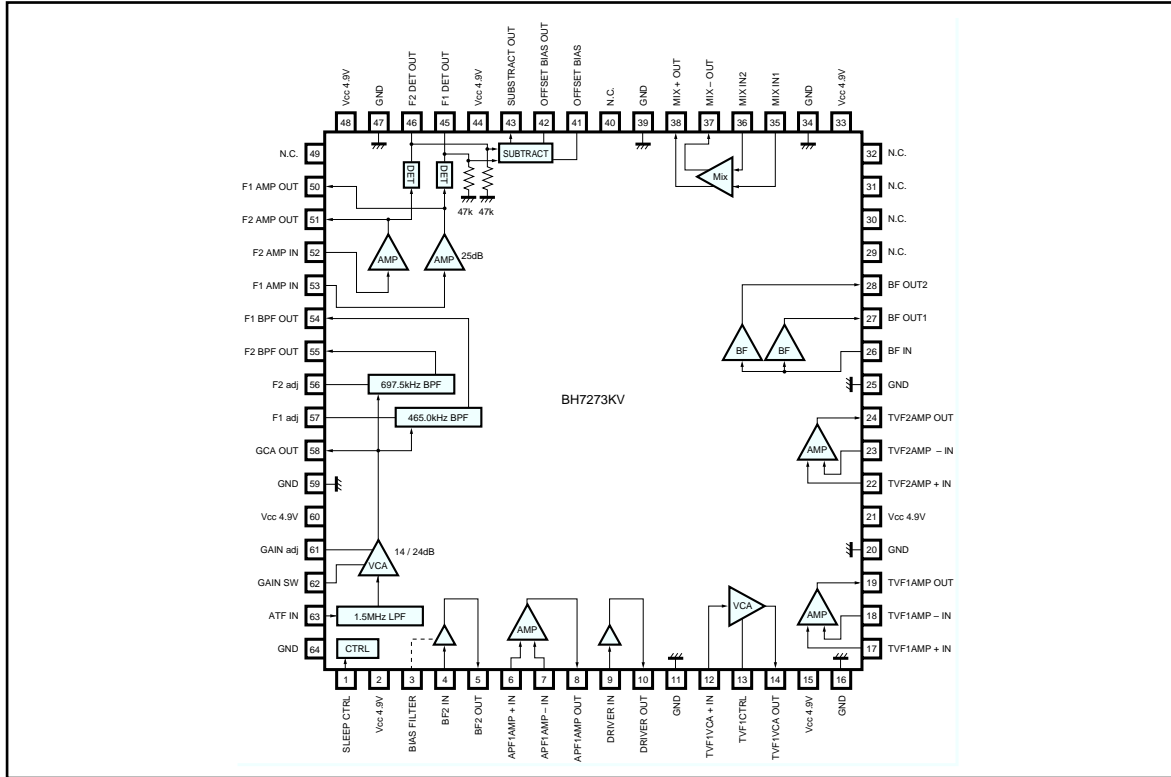 Vcc 4.9V
GND
F2 DET OUT
F1 DET OUT
Vcc 4.9V
SUBSTRACT OUT
OFFSET BIAS OUT
OFFSET BIAS
N.C.
GND
MIX + OUT
MIX – OUT
MIX IN2
MIX IN1
GND
Vcc 4.9V
48 47 46 45 44 43 42 41 40 39 38 37 36 35 34 33
N.C. 49
F1 AMP OUT 50
F2 AMP OUT 51
F2 AMP IN 52
F1 AMP IN 53
F1 BPF OUT 54
F2 BPF OUT 55
F2 adj 56
F1 adj 57
GCA OUT 58
GND 59
Vcc 4.9V 60
GAIN adj 61
GAIN SW 62
ATF IN 63
GND 64
DET
DET
SUBTRACT
47k 47k
Mix
AMP
AMP
25dB
BF
BF
697.5kHz BPF
465.0kHz BPF
BH7273KV
AMP
14 / 24dB
VCA
1.5MHz LPF
CTRL
AMP
VCA
AMP
32 N.C.
31 N.C.
30 N.C.
29 N.C.
28 BF OUT2
27 BF OUT1
26 BF IN
25 GND
24 TVF2AMP OUT
23 TVF2AMP – IN
22 TVF2AMP + IN
21 Vcc 4.9V
20 GND
19 TVF1AMP OUT
18 TVF1AMP – IN
17 TVF1AMP + IN
1 2 3 4 5 6 7 8 9 10 11 12 13 14 15 16
SLEEP CTRL
Vcc 4.9V
BIAS FILTER
BF2 IN
BF2 OUT
APF1AMP + IN
APF1AMP – IN
APF1AMP OUT
DRIVER IN
DRIVER OUT
GND
TVF1VCA + IN
TVF1CTRL
TVF1VCA OUT
Vcc 4.9V
GND